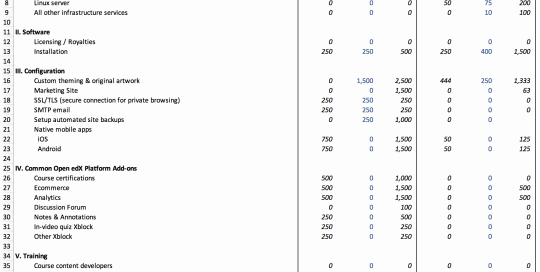 8 Linux server 0 0 0 50 75 200
9 All other infrastructure services 0 0 0 0 10 100
10
11 II. Software
12 Licensing / Royalties 0 0 0 0 0 0
13 Installation 250 250 500 250 400 1,500
14
15 III. Configuration
16 Custom theming & original artwork 0 1,500 2,500 444 250 1,333
17 Marketing Site 0 0 1,500 0 0 63
18 SSL/TLS (secure connection for private browsing) 250 250 250 0 0 0
19 SMTP email 250 250 250 0 0 0
20 Setup automated site backups 0 250 1,000 0 0
21 Native mobile apps
22 iOS 750 0 1,500 50 0 125
23 Android 750 0 1,500 50 0 125
24
25 IV. Common Open edX Platform Add-ons
26 Course certifications 500 0 1,000 0 0 0
27 Ecommerce 500 0 1,500 0 0 500
28 Analytics 500 0 1,500 0 0 500
29 Discussion Forum 0 0 100 0 0 0
30 Notes & Annotations 250 0 500 0 0 0
31 In-video quiz Xblock 250 0 250 0 0 0
32 Other Xblock 250 0 250 0 0 0
33
34 V. Training
35 Course content developers 0 0 0 0 0 0